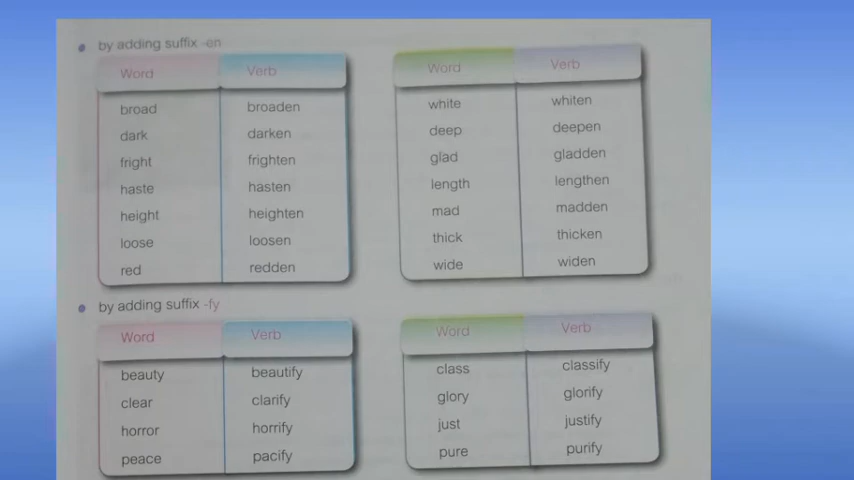 by adding suffix -en
Word Verb
broad broaden
dark darken
fright frighten
haste hasten
height heighten
loose loosen
red redden
Word Verb
white whiten
deep deepen
glad gladden
length lengthen
mad madden
thick thicken
wide widen
by adding suffix -fy
Word Verb
beauty beautify
clear clarify
horror horrify
peace pacify
Word Verb
class classify
glory glorify
just justify
pure purify